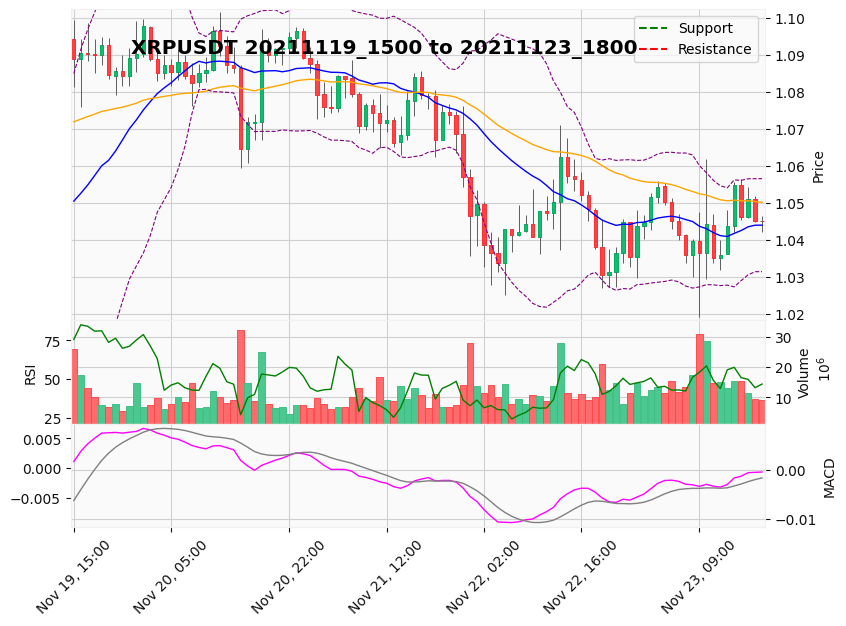 XRPUSDT 20211119_1500 to 20211123_1800
Support
Resistance
1.10
1.09
1.08
1.07
1.06
1.05
1.04
1.03
1.02
Price
75
50
25
RSI
30
20
10
Volume
10^6
0.005
0.000
−0.005
0.00
−0.01
MACD
Nov 19, 15:00
Nov 20, 05:00
Nov 20, 22:00
Nov 21, 12:00
Nov 22, 02:00
Nov 22, 16:00
Nov 23, 09:00